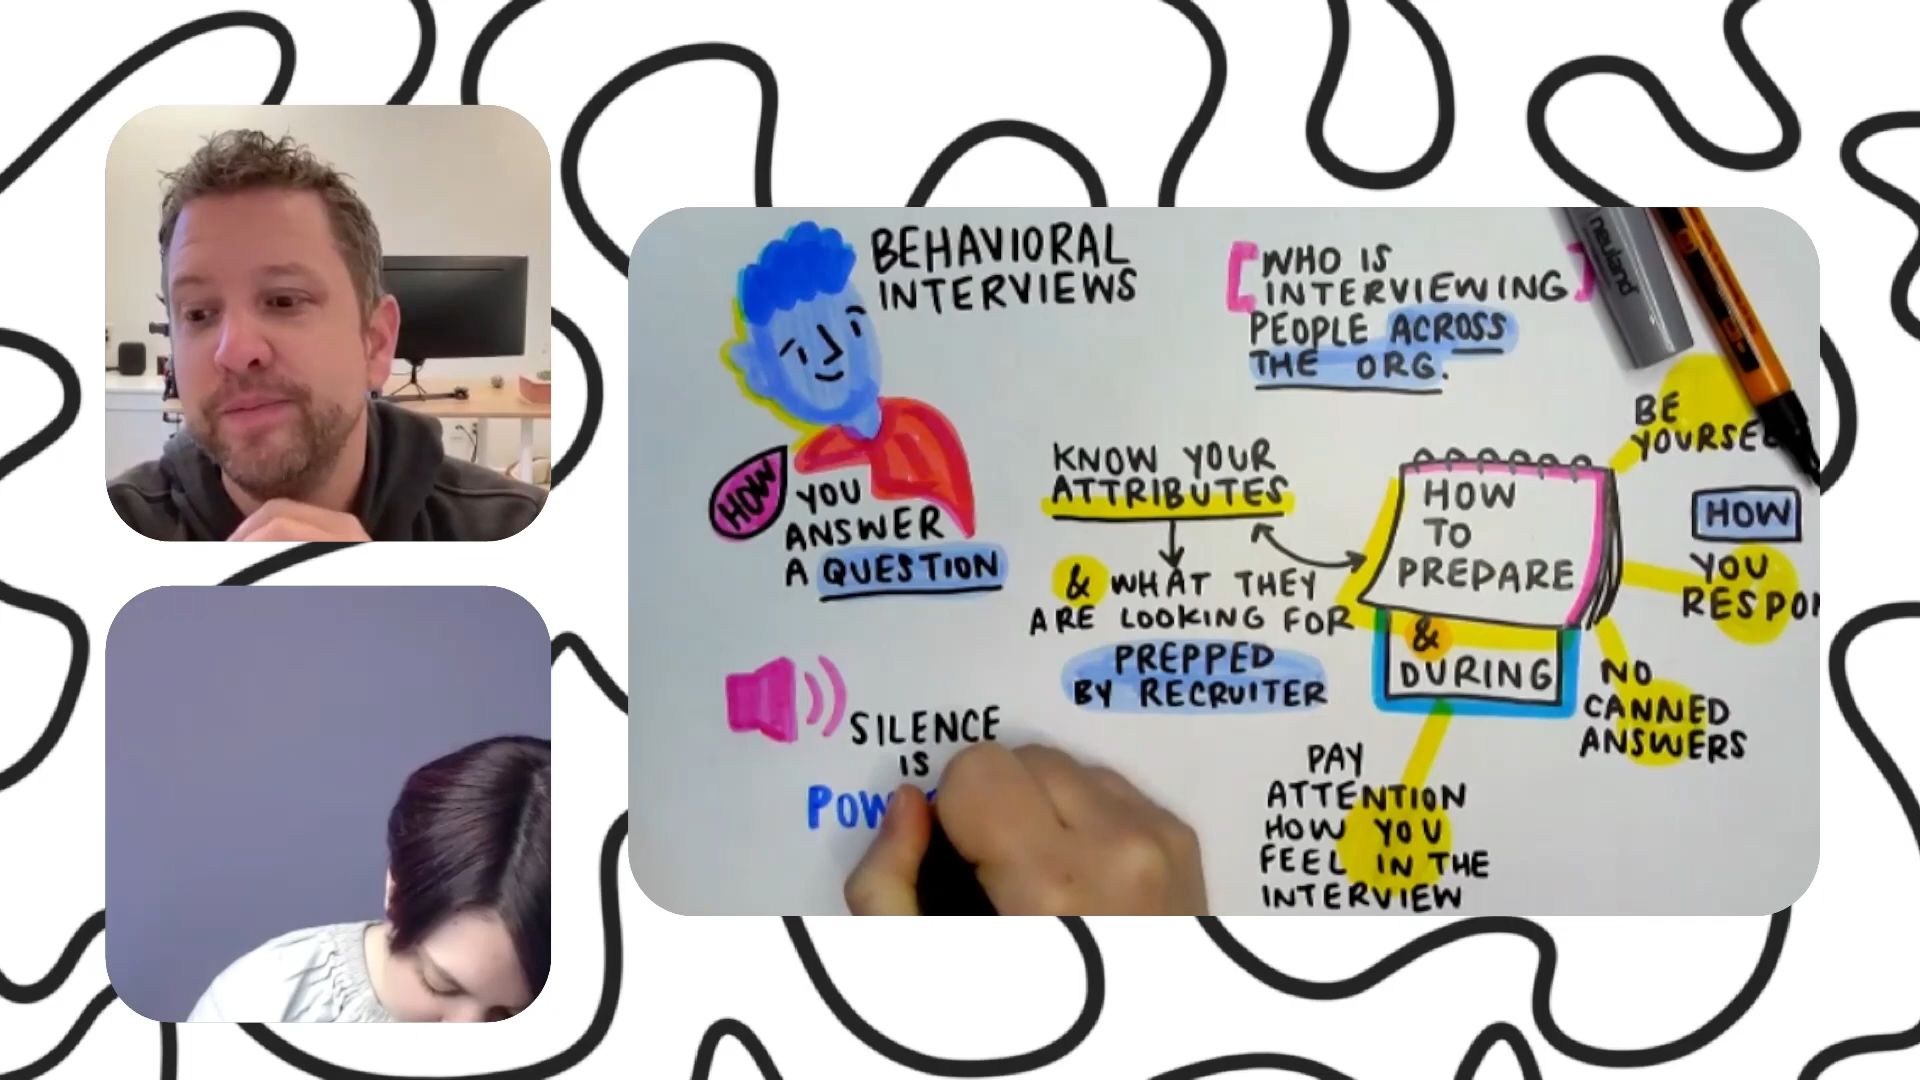 BEHAVIORAL
INTERVIEWS
HOW
YOU
ANSWER
A QUESTION
SILENCE
IS
KNOW YOUR
ATTRIBUTES
& WHAT THEY
ARE LOOKING FOR
PREPPED
BY RECRUITER
WHO IS
INTERVIEWING
PEOPLE ACROSS
THE ORG.
neuland
HOW
TO
PREPARE
&
DURING
BE
HOW
YOU
NO
CANNED
ANSWERS
PAY
ATTENTION
HOW YOU
FEEL IN THE
INTERVIEW